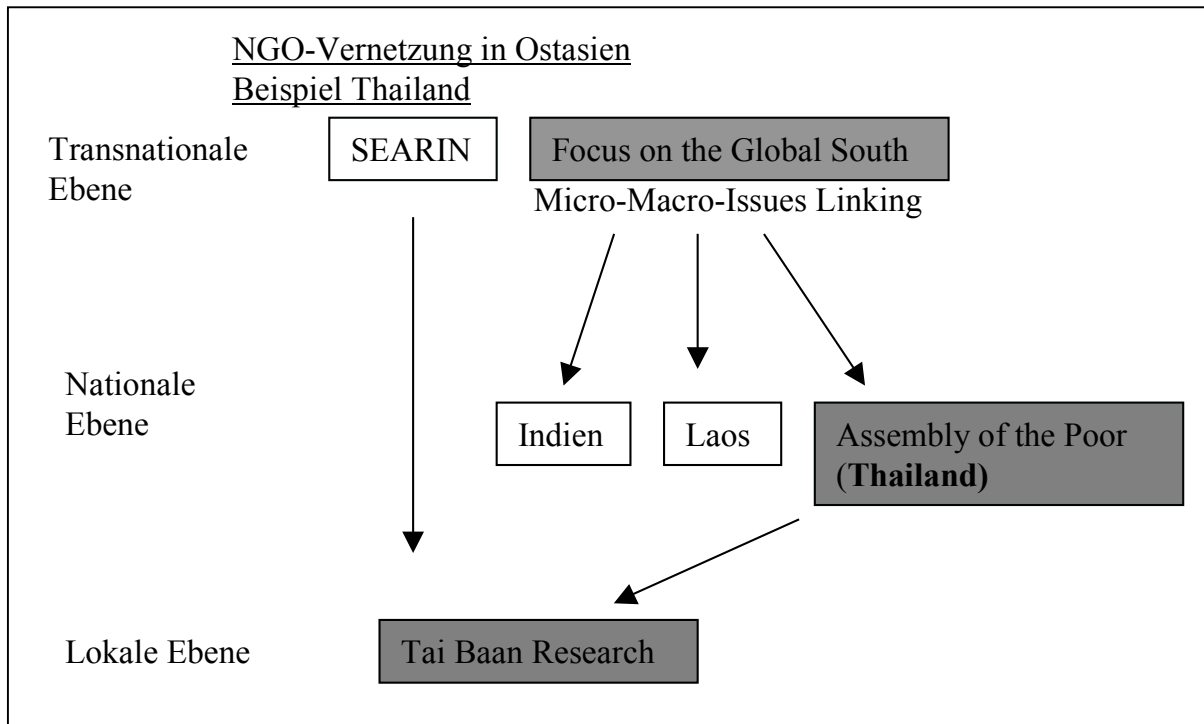 NGO-Vernetzung in Ostasien
Beispiel Thailand
Transnationale
Ebene
SEARIN
Focus on the Global South
Micro-Macro-Issues Linking
Nationale
Ebene
Indien
Laos
Assembly of the Poor
(Thailand)
Lokale Ebene
Tai Baan Research